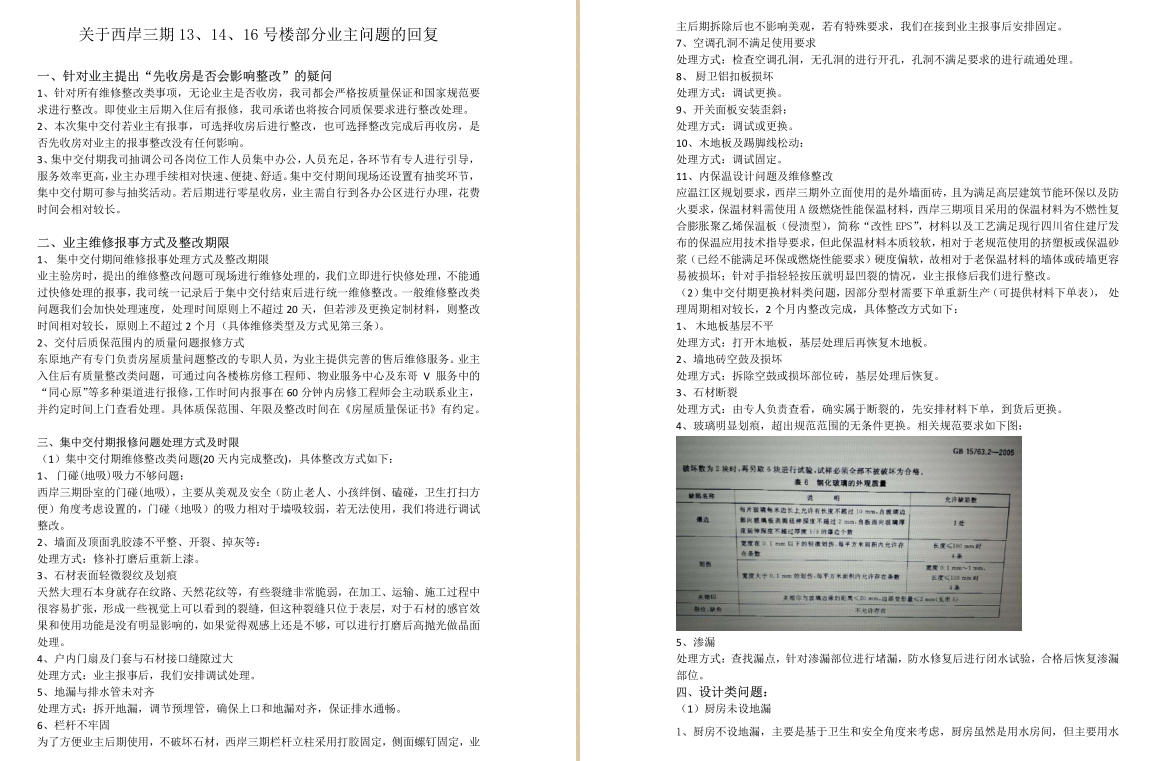 关于西岸三期 13、14、16 号楼部分业主问题的回复
一、针对业主提出“先收房是否会影响整改”的疑问
1、针对所有维修整改类事项，无论业主是否收房，我司都会严格按质量保证和国家规范要
求进行整改。即使业主后期入住后有报修，我司承诺也将按合同质保要求进行整改处理。
2、本次集中交付若业主有报事，可选择收房后进行整改，也可选择整改完成后再收房，是
否先收房对业主的报事整改没有任何影响。
3、集中交付期我司抽调公司各岗位工作人员集中办公，人员充足，各环节有专人进行引导，
服务效率更高，业主办理手续相对快速、便捷、舒适。集中交付期间现场还设置有抽奖环节，
集中交付期可参与抽奖活动。若后期进行零星收房，业主需自行到各办公区进行办理，花费
时间会相对较长。
二、业主维修报事方式及整改期限
1、 集中交付期间维修报事处理方式及整改期限
业主验房时，提出的维修整改问题可现场进行维修处理的，我们立即进行快修处理，不能通
过快修处理的报事，我司统一记录后于集中交付结束后进行统一维修整改。一般维修整改类
问题我们会加快处理速度，处理时间原则上不超过 20 天，但若涉及更换定制材料，则整改
时间相对较长，原则上不超过 2 个月（具体维修类型及方式见第三条）。
2、交付后质保范围内的质量问题报修方式
东原地产有专门负责房屋质量问题整改的专职人员，为业主提供完善的售后维修服务。业主
入住后有质量整改类问题，可通过向各楼栋房修工程师、物业服务中心及东哥 V 服务中的
“同心原”等多种渠道进行报修，工作时间内报事在 60 分钟内房修工程师会主动联系业主，
并约定时间上门查看处理。具体质保范围、年限及整改时间在《房屋质量保证书》有约定。
三、集中交付期报修问题处理方式及时限
（1）集中交付期维修整改类问题(20 天内完成整改)，具体整改方式如下：
1、 门碰(地吸)吸力不够问题；
西岸三期卧室的门碰(地吸)，主要从美观及安全（防止老人、小孩绊倒、磕碰，卫生打扫方
便）角度考虑设置的，门碰（地吸）的吸力相对于墙吸较弱，若无法使用，我们将进行调试
整改。
2、墙面及顶面乳胶漆不平整、开裂、掉灰等：
处理方式：修补打磨后重新上漆。
3、石材表面轻微裂纹及划痕
天然大理石本身就存在纹路、天然花纹等，有些裂缝非常脆弱，在加工、运输、施工过程中
很容易扩张，形成一些视觉上可以看到的裂缝，但这种裂缝只位于表层，对于石材的感官效
果和使用功能是没有明显影响的，如果觉得观感上还是不够，可以进行打磨后高抛光做晶面
处理。
4、户内门扇及门套与石材接口缝隙过大
处理方式：业主报事后，我们安排调试处理。
5、地漏与排水管未对齐
处理方式：拆开地漏，调节预埋管，确保上口和地漏对齐，保证排水通畅。
6、栏杆不牢固
为了方便业主后期使用，不破坏石材，西岸三期栏杆立柱采用打胶固定，侧面螺钉固定，业
主后期拆除后也不影响美观，若有特殊要求，我们在接到业主报事后安排固定。
7、空调孔洞不满足使用要求
处理方式：检查空调孔洞，无孔洞的进行开孔，孔洞不满足要求的进行疏通处理。
8、 厨卫铝扣板损坏
处理方式：调试更换。
9、开关面板安装歪斜；
处理方式：调试或更换。
10、木地板及踢脚线松动；
处理方式：调试固定。
11、内保温设计问题及维修整改
应温江区规划要求，西岸三期外立面使用的是外墙面砖，且为满足高层建筑节能环保以及防
火要求，保温材料需使用 A 级燃烧性能保温材料，西岸三期项目采用的保温材料为不燃性复
合膨胀聚乙烯保温板（侵渍型），简称“改性 EPS”，材料以及工艺满足现行四川省住建厅发
布的保温应用技术指导要求，但此保温材料本质较软，相对于老规范使用的挤塑板或保温砂
浆（已经不能满足环保或燃烧性能要求）硬度偏软，故相对于老保温材料的墙体或砖墙更容
易被损坏；针对手指轻轻按压就明显凹裂的情况，业主报修后我们进行整改。
（2）集中交付期更换材料类问题，因部分型材需要下单重新生产（可提供材料下单表）， 处
理周期相对较长，2 个月内整改完成，具体整改方式如下：
1、 木地板基层不平
处理方式：打开木地板，基层处理后再恢复木地板。
2、墙地砖空鼓及损坏
处理方式：拆除空鼓或损坏部位砖，基层处理后恢复。
3、石材断裂
处理方式：由专人负责查看，确实属于断裂的，先安排材料下单，到货后更换。
4、玻璃明显划痕，超出规范范围的无条件更换。相关规范要求如下图：
GB 15763.2—2005
破坏数为 2 块时，再另取 6 块进行试验，试样必须全部不被破坏为合格。
表 6 钢化玻璃的外观质量
缺陷名称 说 明 允许缺陷数
爆边 每片玻璃每米边长上允许有长度不超过 10 mm，自玻璃边
部向玻璃板表面延伸深度不超过 2 mm，自板面向玻璃厚
度延伸深度不超过厚度 1/3 的爆边个数 1 处
划伤 宽度在 0.1 mm 以下的轻微划伤，每平方米面积内允许存
在条数 长度≤100 mm 时
4 条
宽度大于 0.1 mm 的划伤，每平方米面积内允许存在条数 宽度 0.1 mm～1 mm，
长度≤100 mm 时
4 条
夹钳印 夹钳印与玻璃边缘的距离≤20 mm，边部变形量≤2 mm
裂纹、缺角 不允许存在
5、渗漏
处理方式：查找漏点，针对渗漏部位进行堵漏，防水修复后进行闭水试验，合格后恢复渗漏
部位。
四、设计类问题：
（1）厨房未设地漏
1、厨房不设地漏，主要是基于卫生和安全角度来考虑，厨房虽然是用水房间，但主要用水